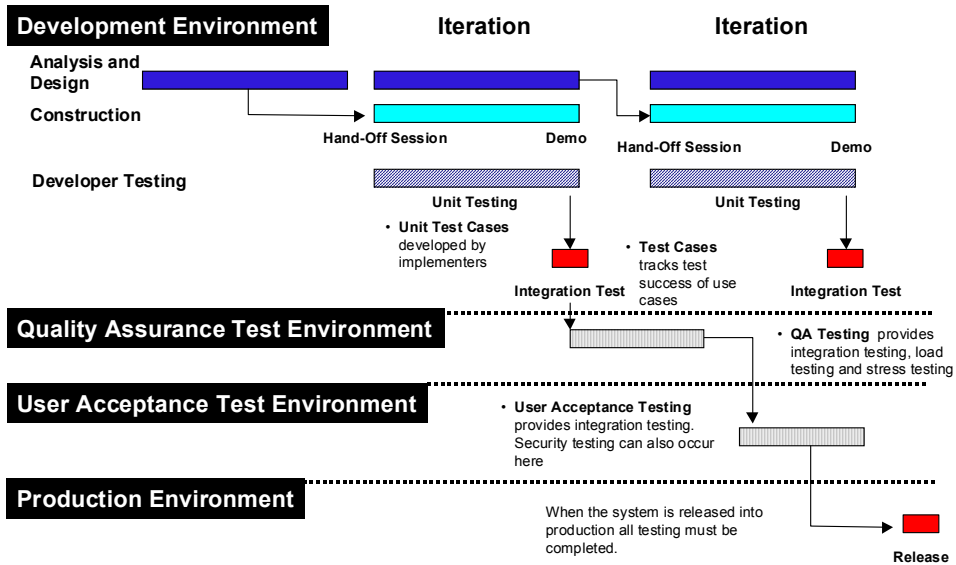 Development Environment
Iteration
Iteration
Analysis and
Design
Construction
Hand-Off Session
Demo
Hand-Off Session
Demo
Developer Testing
Unit Testing
Unit Testing
• Unit Test Cases
developed by
implementers
• Test Cases
tracks test
success of use
cases
Integration Test
Integration Test
Quality Assurance Test Environment
• QA Testing provides
integration testing, load
testing and stress testing
User Acceptance Test Environment
• User Acceptance Testing
provides integration testing.
Security testing can also occur
here
Production Environment
When the system is released into
production all testing must be
completed.
Release